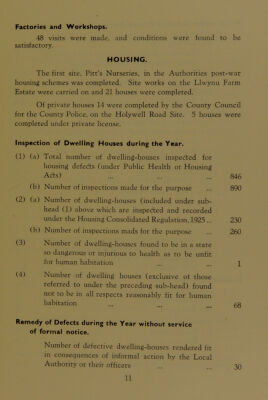 Factories and Workshops.
48 visits were made, and conditions were found to be
satisfactory.
HOUSING.
The first site, Pitt's Nurseries, in the Authorities post-war
housing schemes was completed. Site works on the Llwynu Farm
Estate were carried on and 21 houses were completed.
Of private houses 14 were completed by the County Council
for the County Police, on the Holywell Road Site. 5 houses were
completed under private license.
Inspection of Dwelling Houses during the Year.
(1) (a) Total number of dwelling-houses inspected for
housing defects (under Public Health or Housing
Acts) ... ... ... 846
(b) Number of inspections made for the purpose ... 890
(2) (a) Number of dwelling-houses (included under sub-
head (1) above which are inspected and recorded
under the Housing Consolidated Regulation, 1925 ... 230
(b) Number of inspections made for the purpose ... 260
(3) Number of dwelling-houses found to be in a state
so dangerous or injurious to health as to be unfit
for human habitation ... ... 1
(4) Number of dwelling houses (exclusive of those
referred to under the preceding sub-head) found
not to be in all respects reasonably fit for human
habitation ... ... ... 68
Remedy of Defects during the Year without service
of formal notice.
Number of defective dwelling-houses rendered fit
in consequences of informal action by the Local
Authority or their officers ... ... 30
11